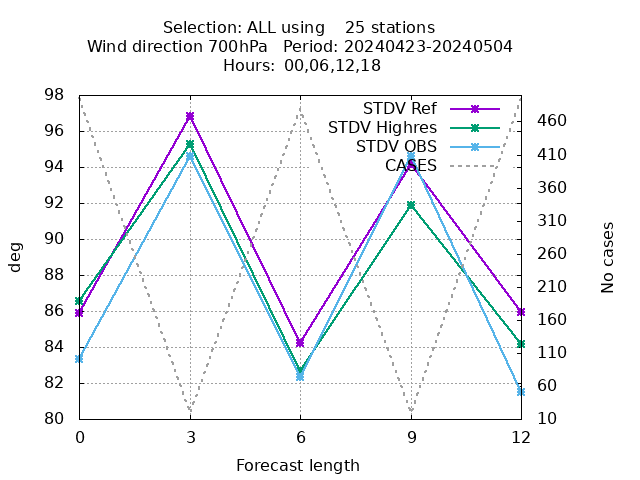 Selection: ALL using    25 stations
Wind direction 700hPa   Period: 20240423-20240504
Hours: 00,06,12,18
STDV Ref
STDV Highres
STDV OBS
CASES
98
96
94
92
90
88
86
84
82
80
deg
460
410
360
310
260
210
160
110
60
10
No cases
0 3 6 9 12
Forecast length